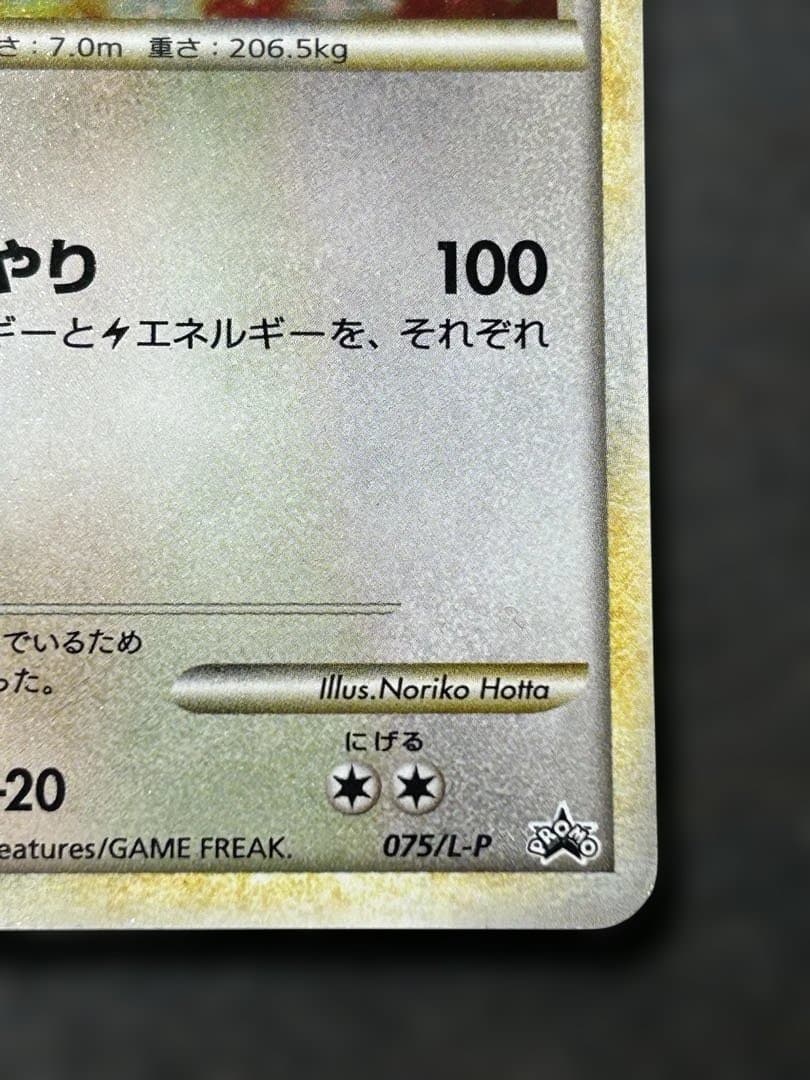 さ：7.0m 重さ：206.5kg
やり 100
ギーとエネルギーを、それぞれ
でいるため
った。
Illus.Noriko Hotta
にげる
-20
eatures/GAME FREAK. 075/L-P PROMO